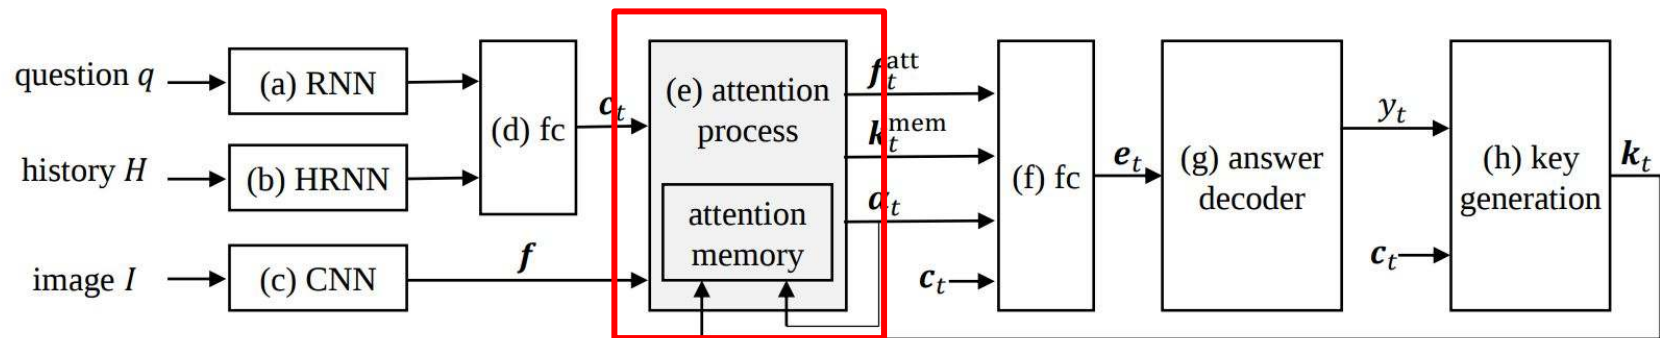 question q
(a) RNN
history H
(b) HRNN
image I
(c) CNN
(d) fc
c_t
f
(e) attention
process
attention
memory
f_t^att
k_t^mem
α_t
c_t
(f) fc
e_t
(g) answer
decoder
y_t
c_t
(h) key
generation
k_t